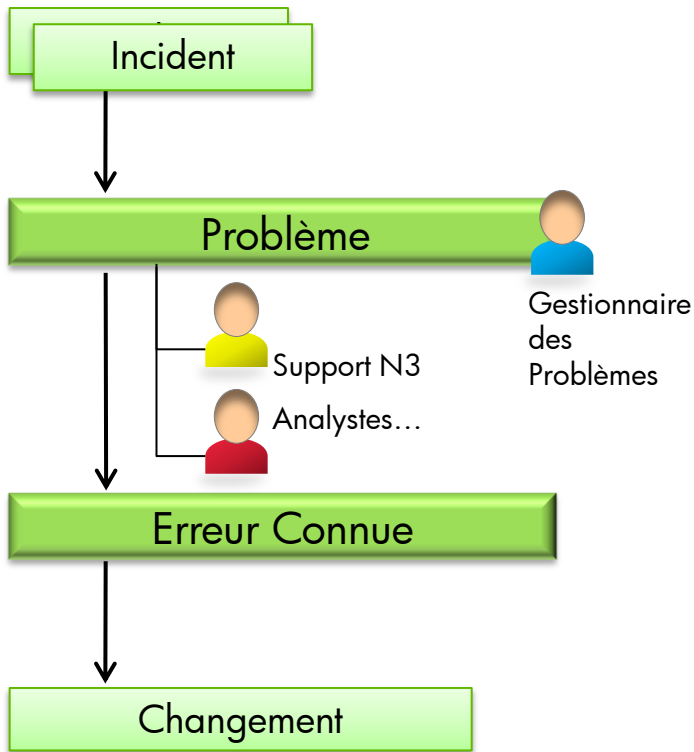 Incident
Problème
Gestionnaire
des
Problèmes
Support N3
Analystes…
Erreur Connue
Changement